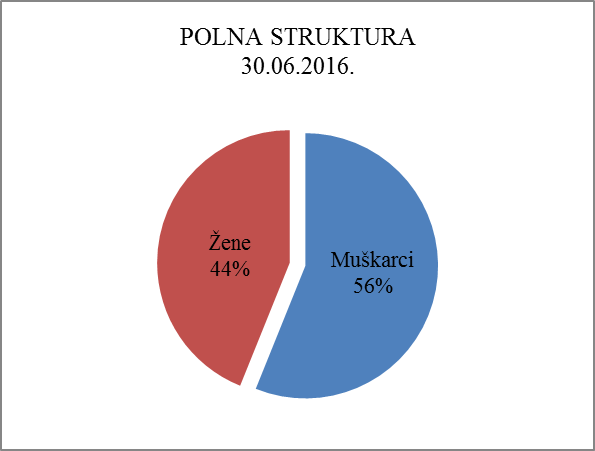 POLNA STRUKTURA
30.06.2016.
Žene
44%
Muškarci
56%